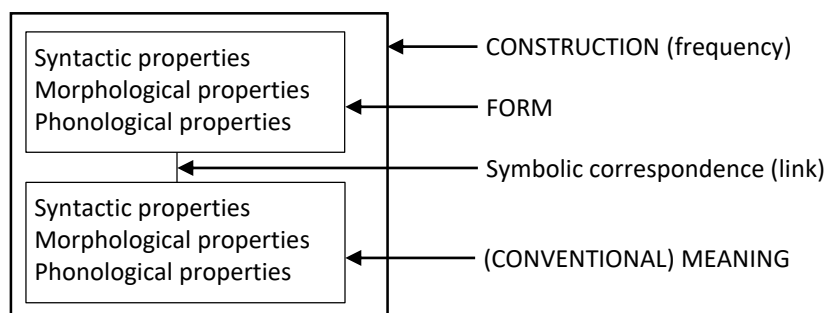 Syntactic properties
Morphological properties
Phonological properties
CONSTRUCTION (frequency)
FORM
Symbolic correspondence (link)
Syntactic properties
Morphological properties
Phonological properties
(CONVENTIONAL) MEANING